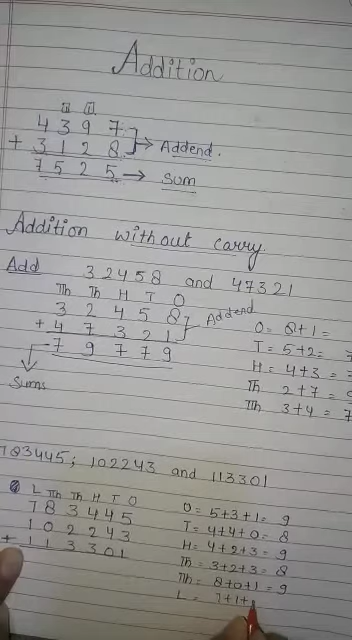 Addition
1 1
4 3 9 7
+ 3 1 2 8 → Addend.
7 5 2 5 → Sum
Addition without carry.
Add 32458 and 47321
Th Th H T O
3 2 4 5 8 Addend
+ 4 7 3 2 1
7 9 7 7 9
Sums
O = 8+1 =
T = 5+2 = 7
H = 4+3 = 7
Th 2+7 = 9
Th 3+4 = 7
783445; 102243 and 113301
L Th Th H T O
7 8 3 4 4 5
1 0 2 2 4 3
+ 1 1 3 3 0 1
O = 5+3+1 = 9
T = 4+4+0 = 8
H = 4+2+3 = 9
Th = 3+2+3 = 8
Th = 8+0+1 = 9
L = 7+1+